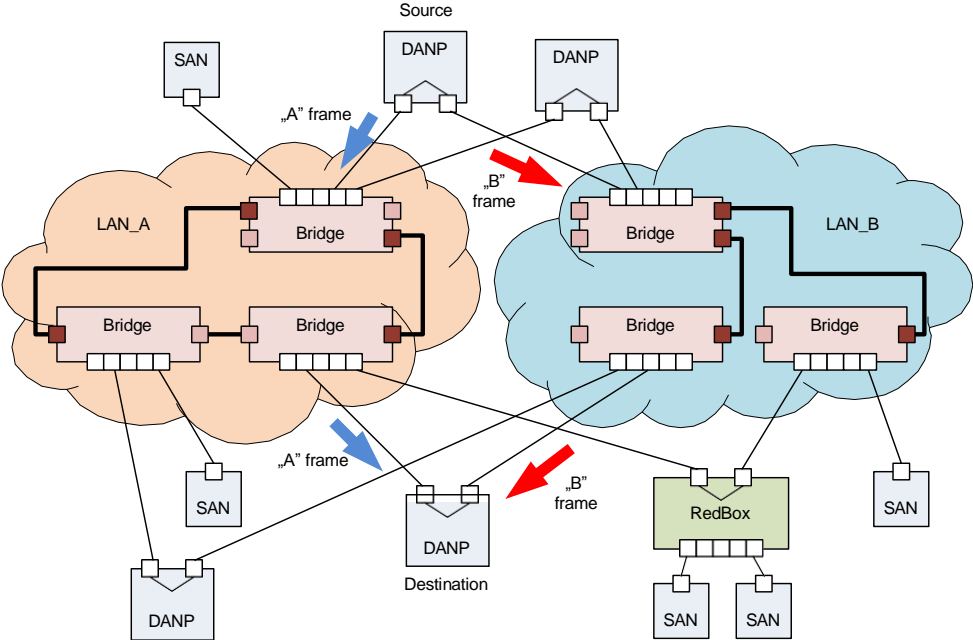 Source
SAN
DANP
DANP
„A” frame
„B”
frame
LAN_A
Bridge
Bridge
LAN_B
Bridge
Bridge
Bridge
Bridge
„A” frame
„B”
frame
SAN
DANP
Destination
RedBox
SAN
DANP
SAN
SAN